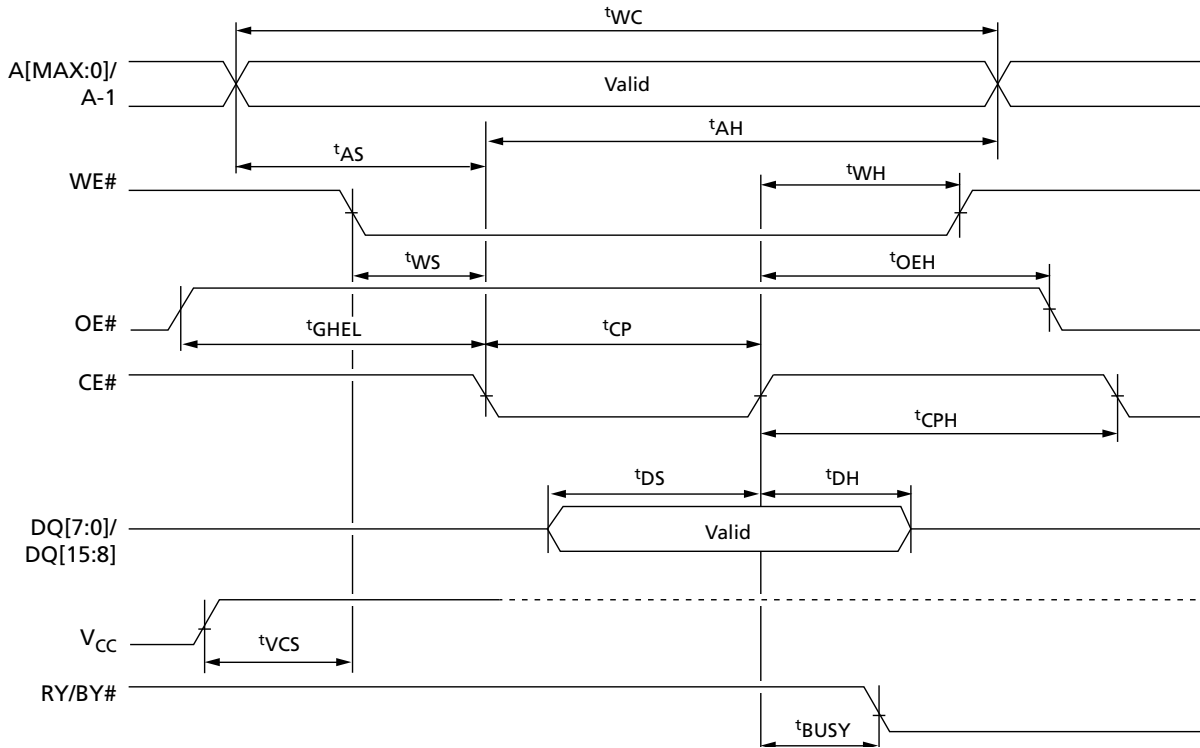 tWC
A[MAX:0]/
A-1
Valid
tAH
tAS
WE#
tWH
tWS
tOEH
OE#
tGHEL
tCP
CE#
tCPH
tDS
tDH
DQ[7:0]/
DQ[15:8]
Valid
VCC
tVCS
RY/BY#
tBUSY